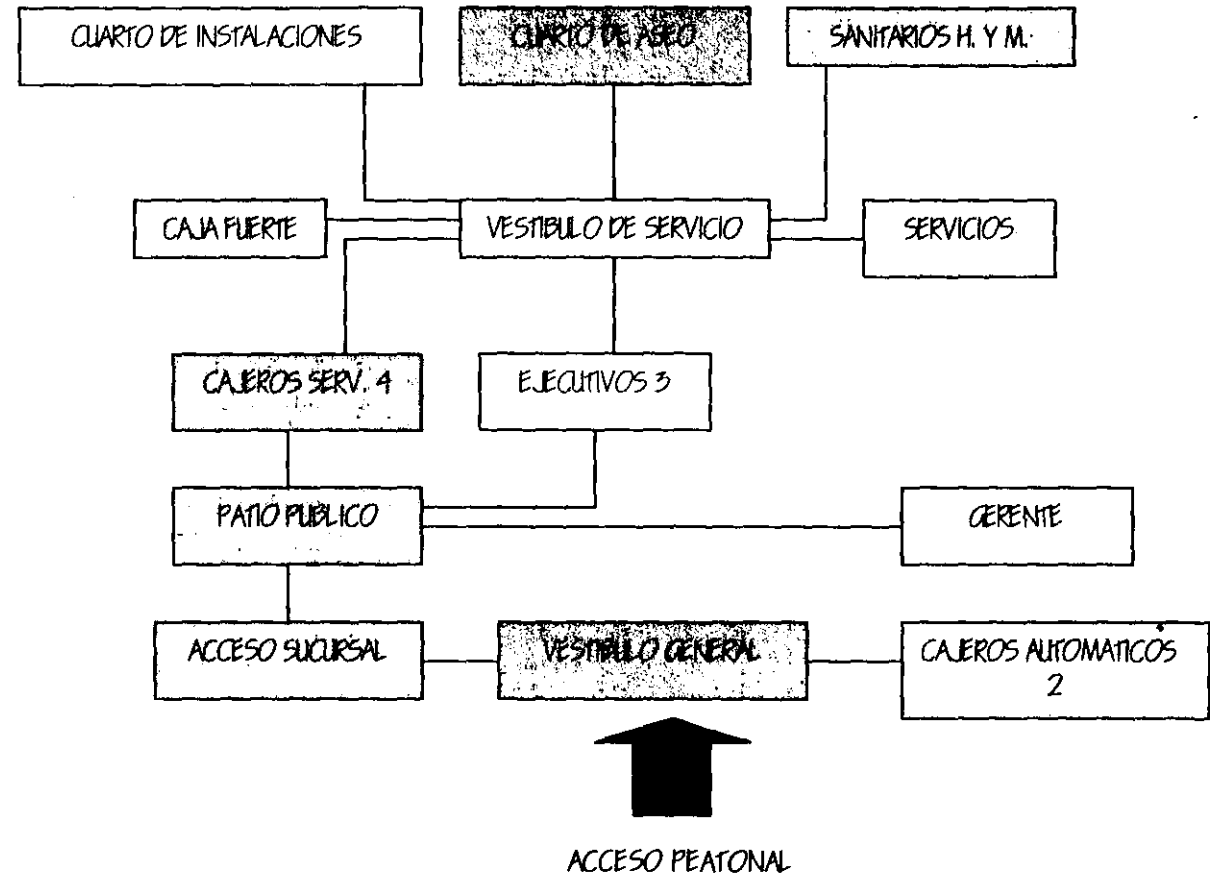 CUARTO DE INSTALACIONES
CUARTO DE ASEO
SANITARIOS H. Y M.
CAJA FUERTE
VESTIBULO DE SERVICIO
SERVICIOS
CAJEROS SERV. 4
EJECUTIVOS 3
PATIO PUBLICO
GERENTE
ACCESO SUCURSAL
VESTIBULO GENERAL
CAJEROS AUTOMATICOS
2
ACCESO PEATONAL